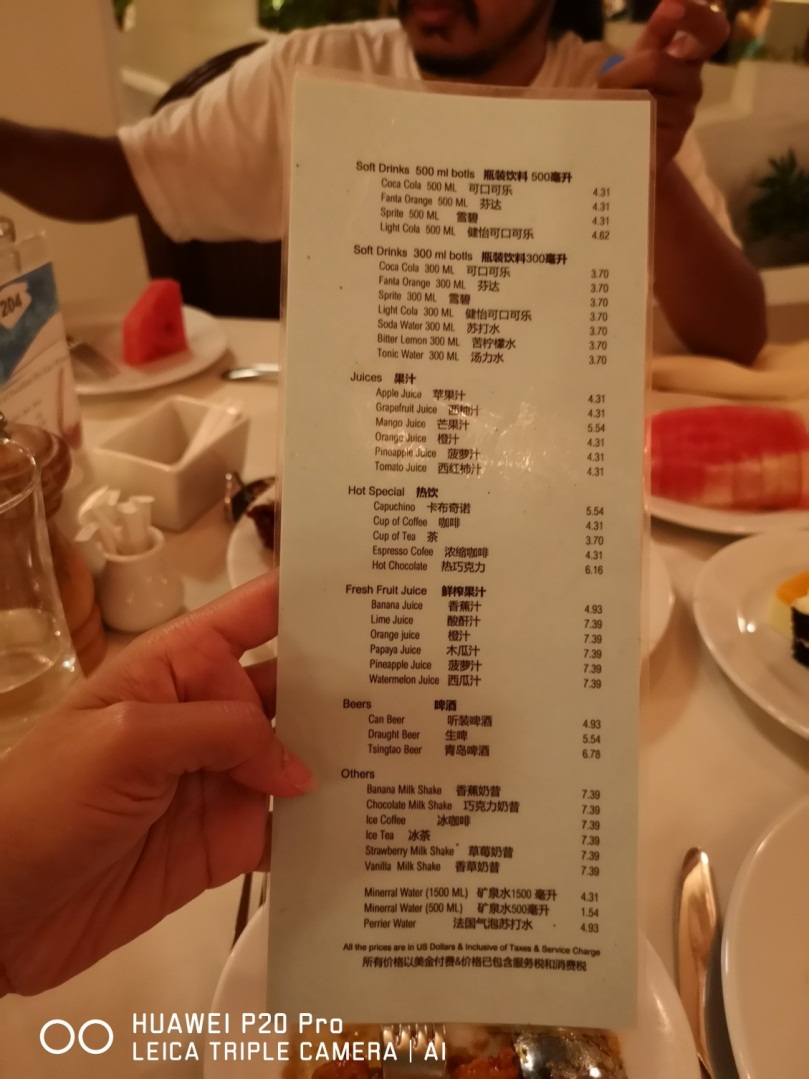 Soft Drinks 500 ml botls 瓶装饮料 500毫升
Coca Cola 500 ML 可口可乐 4.31
Fanta Orange 500 ML 芬达 4.31
Sprite 500 ML 雪碧 4.31
Light Cola 500 ML 健怡可口可乐 4.62
Soft Drinks 300 ml botls 瓶装饮料300毫升
Coca Cola 300 ML 可口可乐 3.70
Fanta Orange 300 ML 芬达 3.70
Sprite 300 ML 雪碧 3.70
Light Cola 300 ML 健怡可口可乐 3.70
Soda Water 300 ML 苏打水 3.70
Bitter Lemon 300 ML 苦柠檬水 3.70
Tonic Water 300 ML 汤力水 3.70
Juices 果汁
Apple Juice 苹果汁 4.31
Grapefruit Juice 西柚汁 4.31
Mango Juice 芒果汁 5.54
Orange Juice 橙汁 4.31
Pineapple Juice 菠萝汁 4.31
Tomato Juice 西红柿汁 4.31
Hot Special 热饮
Capuchino 卡布奇诺 5.54
Cup of Coffee 咖啡 4.31
Cup of Tea 茶 3.70
Espresso Cofee 浓缩咖啡 4.31
Hot Chocolate 热巧克力 6.16
Fresh Fruit Juice 鲜榨果汁
Banana Juice 香蕉汁 4.93
Lime Juice 酸酐汁 7.39
Orange juice 橙汁 7.39
Papaya Juice 木瓜汁 7.39
Pineapple Juice 菠萝汁 7.39
Watermelon Juice 西瓜汁 7.39
Beers 啤酒
Can Beer 听装啤酒 4.93
Draught Beer 生啤 5.54
Tsingtao Beer 青岛啤酒 6.78
Others
Banana Milk Shake 香蕉奶昔 7.39
Chocolate Milk Shake 巧克力奶昔 7.39
Ice Coffee 冰咖啡 7.39
Ice Tea 冰茶 7.39
Strawberry Milk Shake 草莓奶昔 7.39
Vanilla Milk Shake 香草奶昔 7.39
Minerral Water (1500 ML) 矿泉水1500 毫升 4.31
Minerral Water (500 ML) 矿泉水500毫升 1.54
Perrier Water 法国气泡苏打水 4.93
All the prices are in US Dollars & Inclusive of Taxes & Service Charge
所有价格以美金付费&价格已包含服务税和消费税
204
HUAWEI P20 Pro
LEICA TRIPLE CAMERA | AI